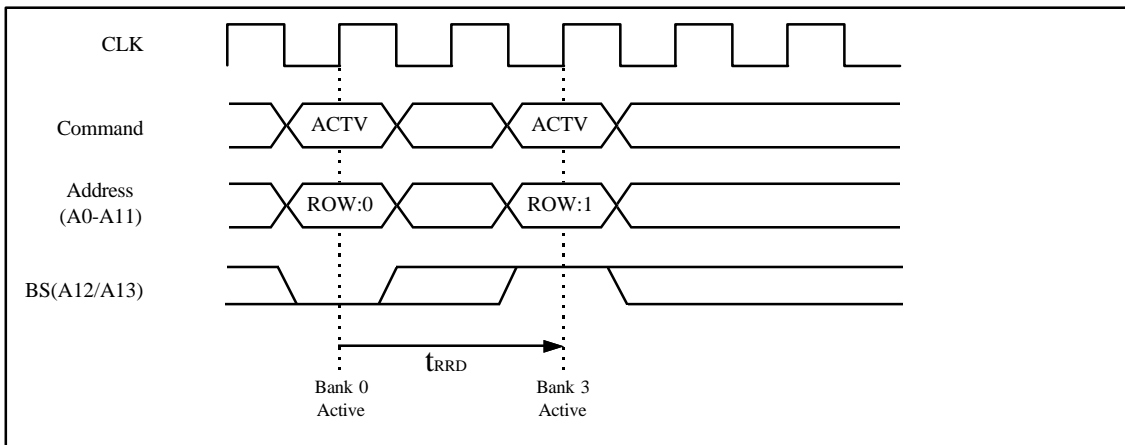 CLK
Command
ACTV
ACTV
Address
(A0-A11)
ROW:0
ROW:1
BS(A12/A13)
tRRD
Bank 0
Active
Bank 3
Active